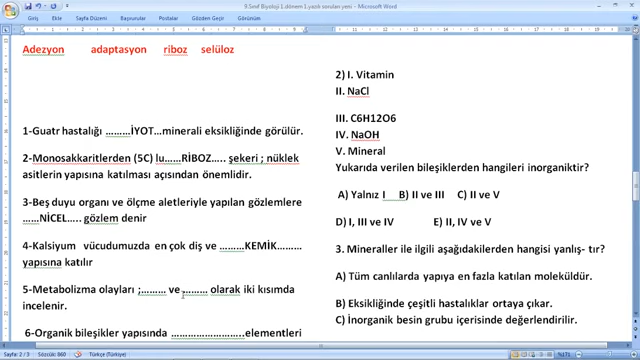 9.Sınıf Biyoloji 1.dönem 1.yazılı soruları yeni - Microsoft Word
Giriş Ekle Sayfa Düzeni Başvurular Postalar Gözden Geçir Görünüm
Adezyon adaptasyon riboz selüloz
1-Guatr hastalığı ………İYOT…minerali eksikliğinde görülür.
2-Monosakkaritlerden (5C) lu……RİBOZ….. şekeri ; nüklek
asitlerin yapısına katılması açısından önemlidir.
3-Beş duyu organı ve ölçme aletleriyle yapılan gözlemlere
……NİCEL….. gözlem denir
4-Kalsiyum vücudumuzda en çok diş ve ………KEMİK………
yapısına katılır
5-Metabolizma olayları ;……… ve ……… olarak iki kısımda
incelenir.
6-Organik bileşikler yapısında ……………………..elementleri
2) I. Vitamin
II. NaCl
III. C6H12O6
IV. NaOH
V. Mineral
Yukarıda verilen bileşiklerden hangileri inorganiktir?
A) Yalnız I B) II ve III C) II ve V
D) I, III ve IV E) II, IV ve V
3. Mineraller ile ilgili aşağıdakilerden hangisi yanlış- tır?
A) Tüm canlılarda yapıya en fazla katılan moleküldür.
B) Eksikliğinde çeşitli hastalıklar ortaya çıkar.
C) İnorganik besin grubu içerisinde değerlendirilir.
Sayfa: 2 / 3 Sözcük: 860 Türkçe (Türkiye) %171